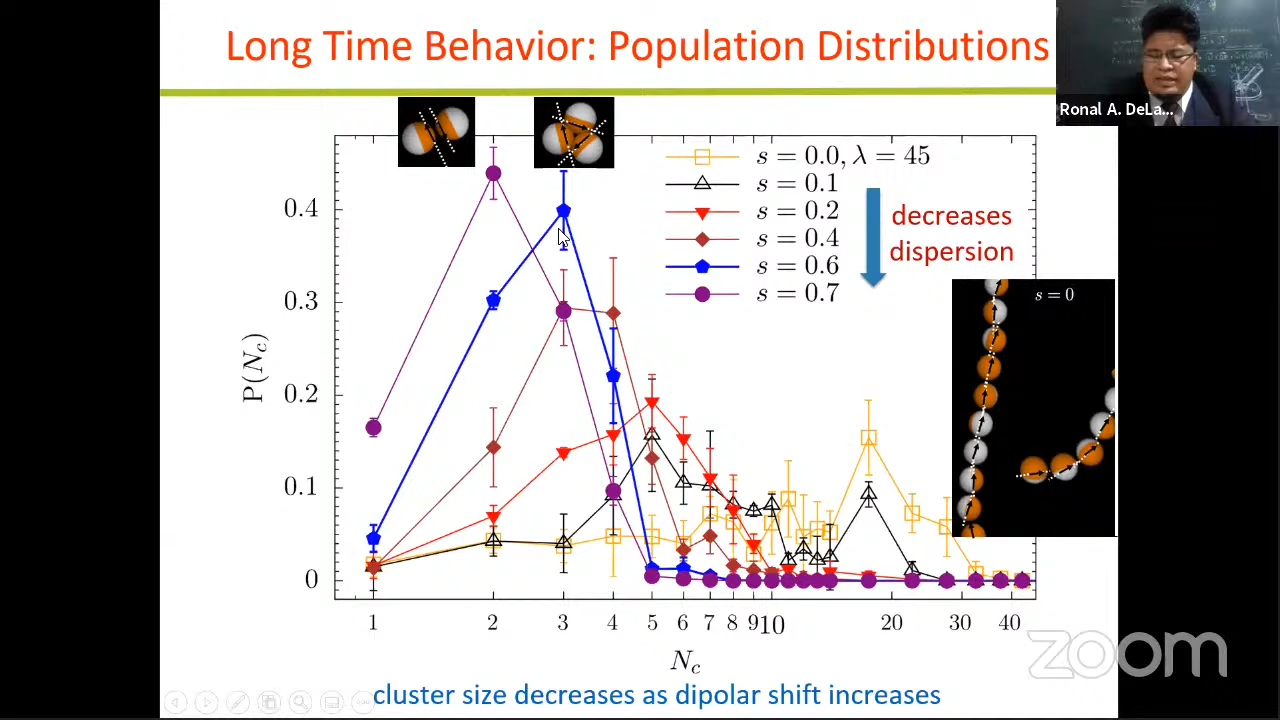 Long Time Behavior: Population Distributions
Ronal A. DeLa...
s = 0.0, λ = 45
s = 0.1
s = 0.2
s = 0.4
s = 0.6
s = 0.7
decreases
dispersion
s = 0
P(N_c)
0.4
0.3
0.2
0.1
0
1 2 3 4 5 6 7 8 9 10 20 30 40
N_c
zoom
cluster size decreases as dipolar shift increases